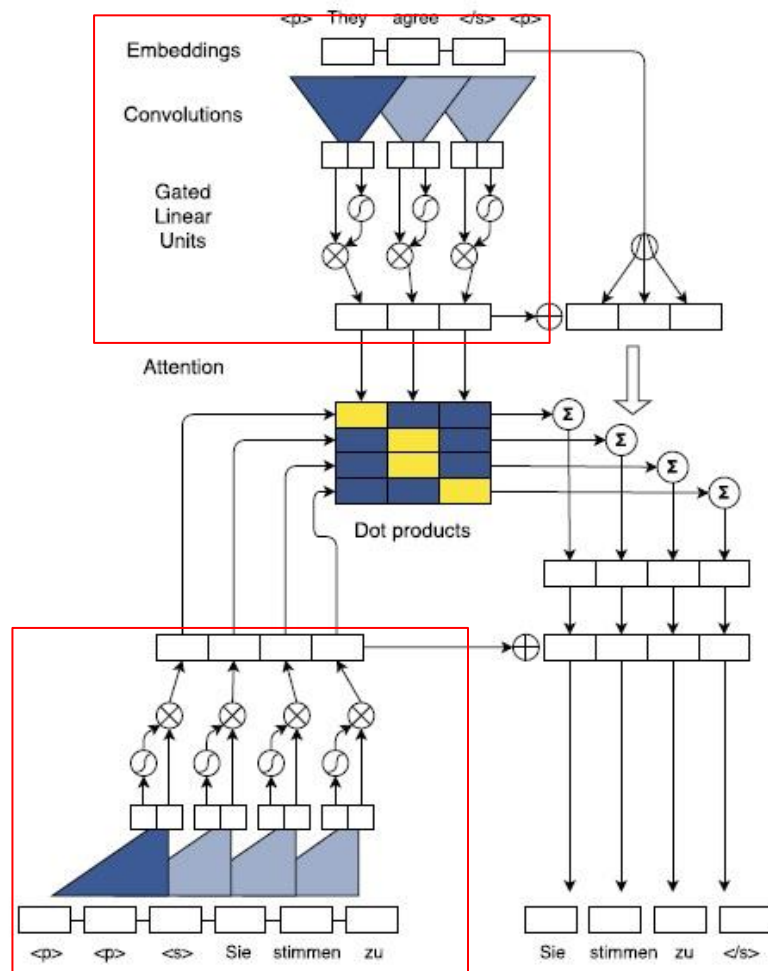 <p> They agree </s> <p>
Embeddings
Convolutions
Gated
Linear
Units
Attention
Σ
Σ
Σ
Σ
Dot products
<p> <p> <s> Sie stimmen zu
Sie stimmen zu </s>